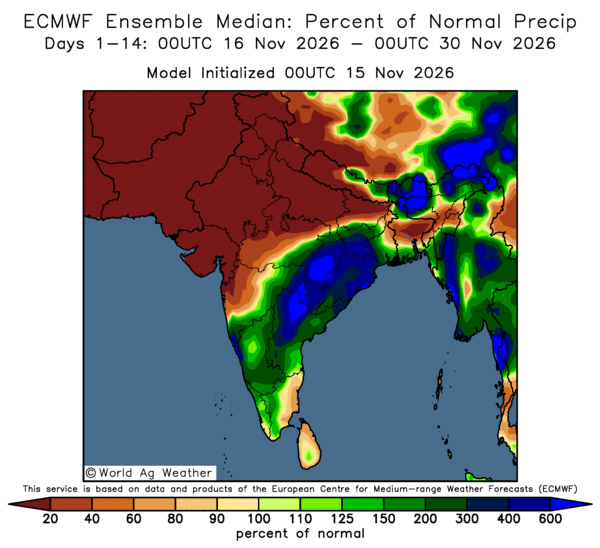 ECMWF Ensemble Median: Percent of Normal Precip
Days 1-14: 00UTC 16 Nov 2026 - 00UTC 30 Nov 2026
Model Initialized 00UTC 15 Nov 2026
© World Ag Weather
This service is based on data and products of the European Centre for Medium-range Weather Forecasts (ECMWF)
20 40 60 80 90 100 110 125 150 200 300 400 600
percent of normal